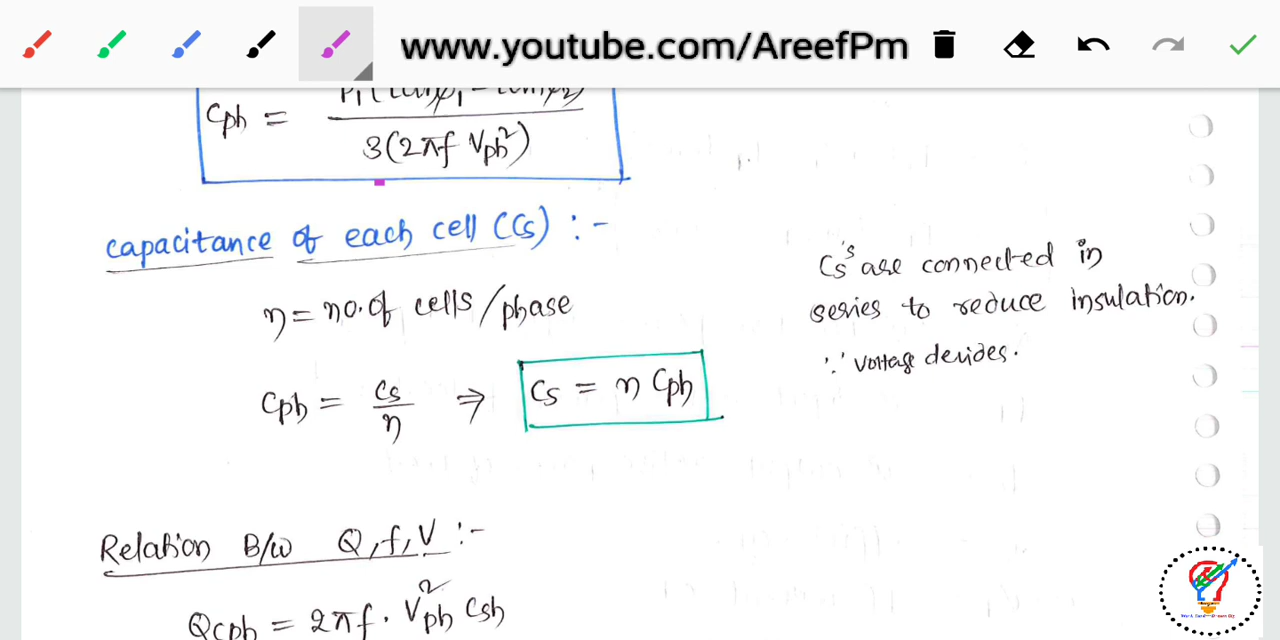 www.youtube.com/AreefPm
Cph =
3(2πf Vph²)
capacitance of each cell (Cs) :-
η = no. of cells/phase
Cph = Cs/η ⇒ Cs = η Cph
Cs's are connected in
series to reduce insulation.
∵ voltage devides.
Relation B/w Q, f, V :-
Qcph = 2πf . Vph² Csh